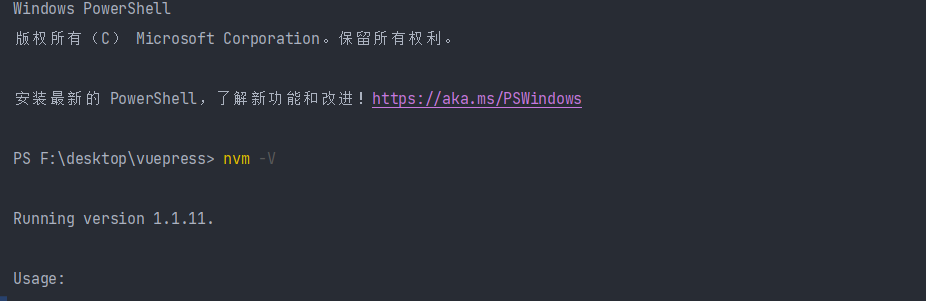 Windows PowerShell
版权所有（C） Microsoft Corporation。保留所有权利。
安装最新的 PowerShell，了解新功能和改进！https://aka.ms/PSWindows
PS F:\desktop\vuepress> nvm -V
Running version 1.1.11.
Usage: